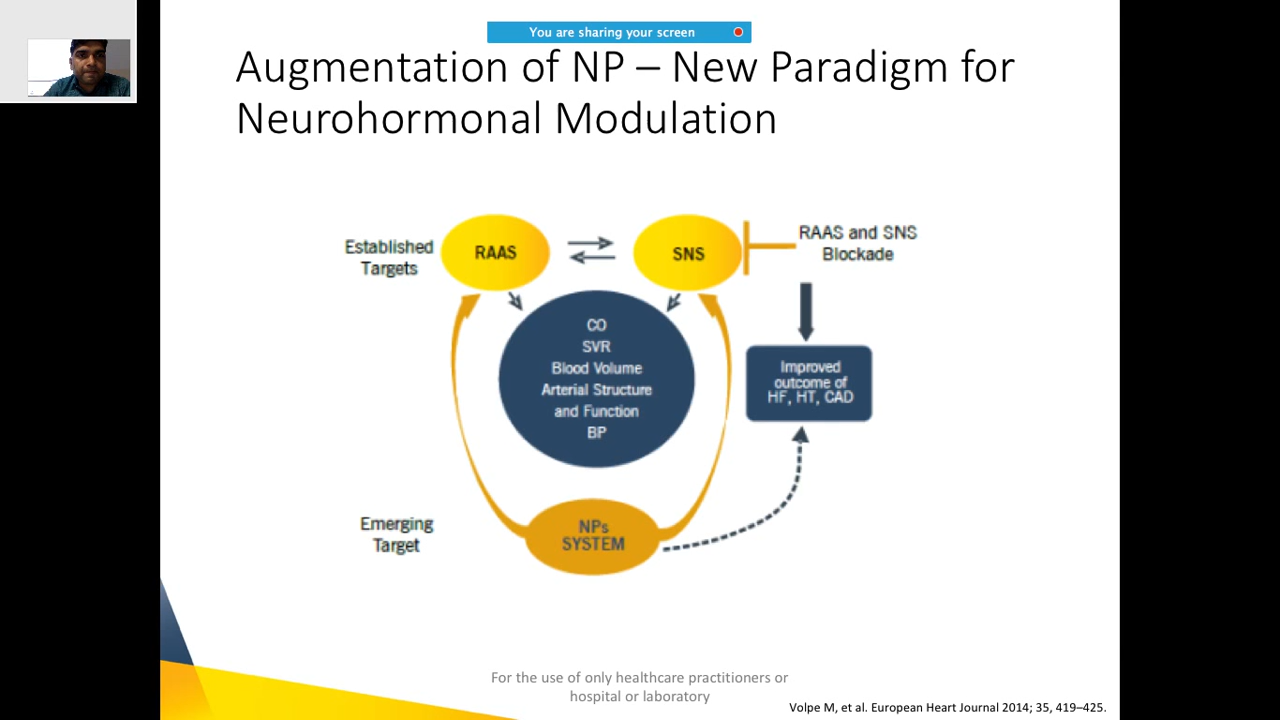 You are sharing your screen
Augmentation of NP – New Paradigm for
Neurohormonal Modulation
Established
Targets
RAAS
SNS
RAAS and SNS
Blockade
CO
SVR
Blood Volume
Arterial Structure
and Function
BP
Improved
outcome of
HF, HT, CAD
Emerging
Target
NPs
SYSTEM
For the use of only healthcare practitioners or
hospital or laboratory
Volpe M, et al. European Heart Journal 2014; 35, 419–425.